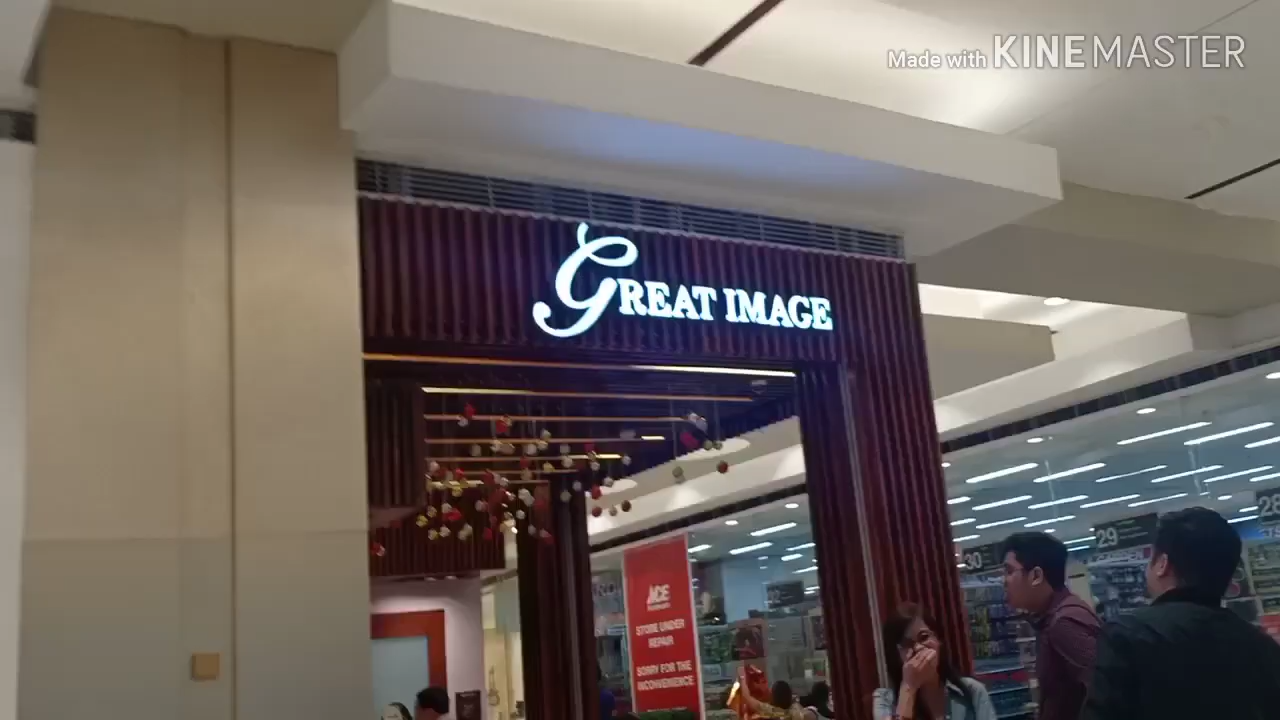 Made with KINEMASTER
GREAT IMAGE
ACE
STORE UNDER
REPAIR
SORRY FOR THE
INCONVENIENCE
30
29
28